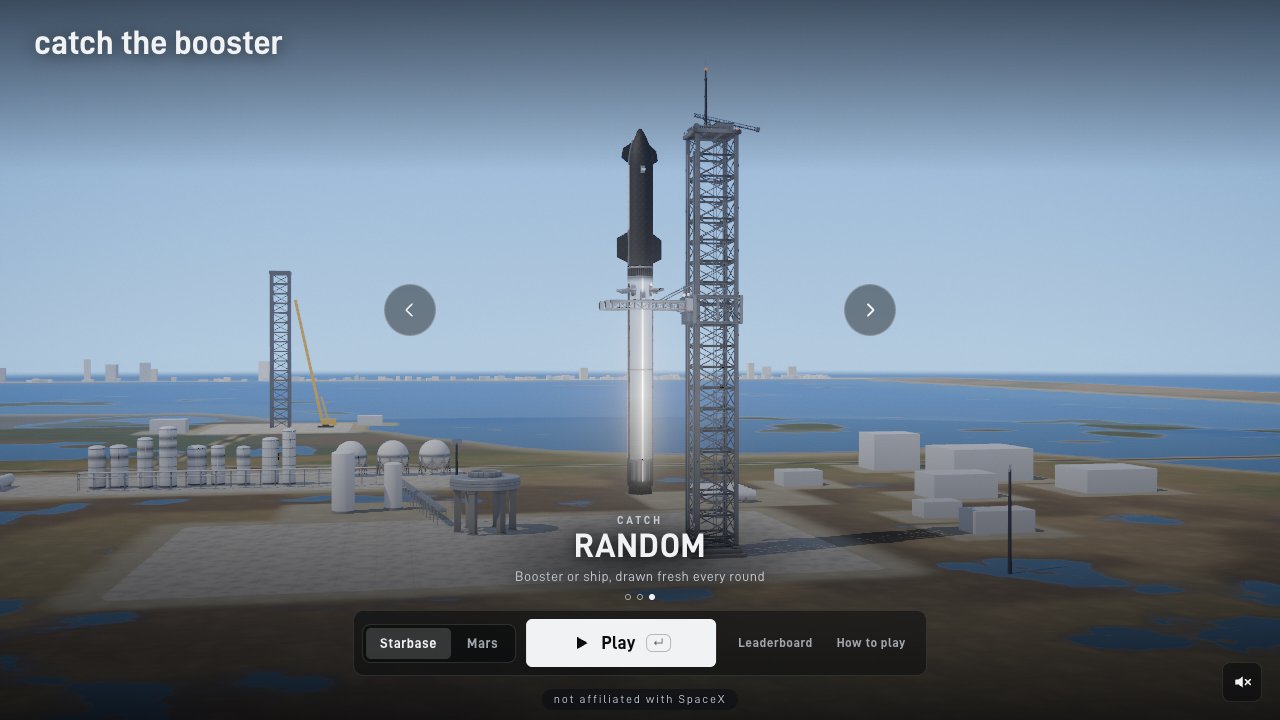 catch the booster
CATCH
RANDOM
Booster or ship, drawn fresh every round
Starbase
Mars
Play
Leaderboard
How to play
not affiliated with SpaceX